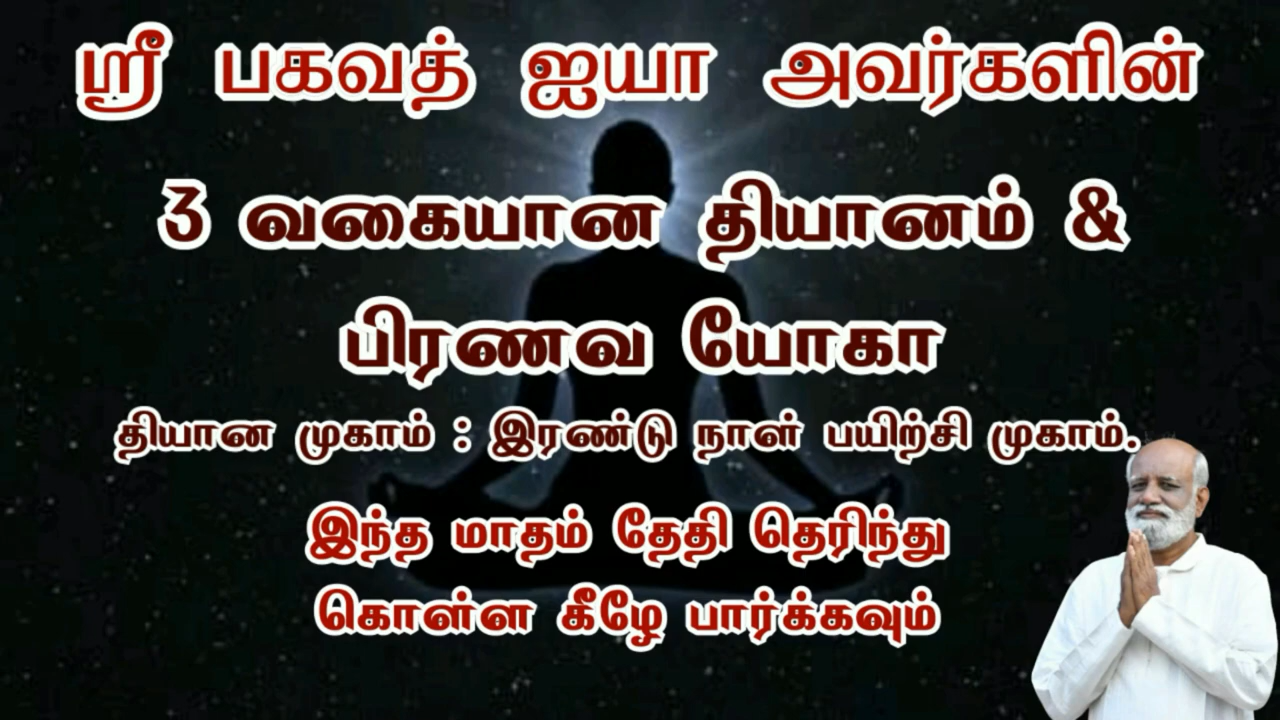 ஸ்ரீ பகவத் ஐயா அவர்களின்
3 வகையான தியானம் &
பிரணவ யோகா
தியான முகாம் : இரண்டு நாள் பயிற்சி முகாம்.
இந்த மாதம் தேதி தெரிந்து
கொள்ள கீழே பார்க்கவும்